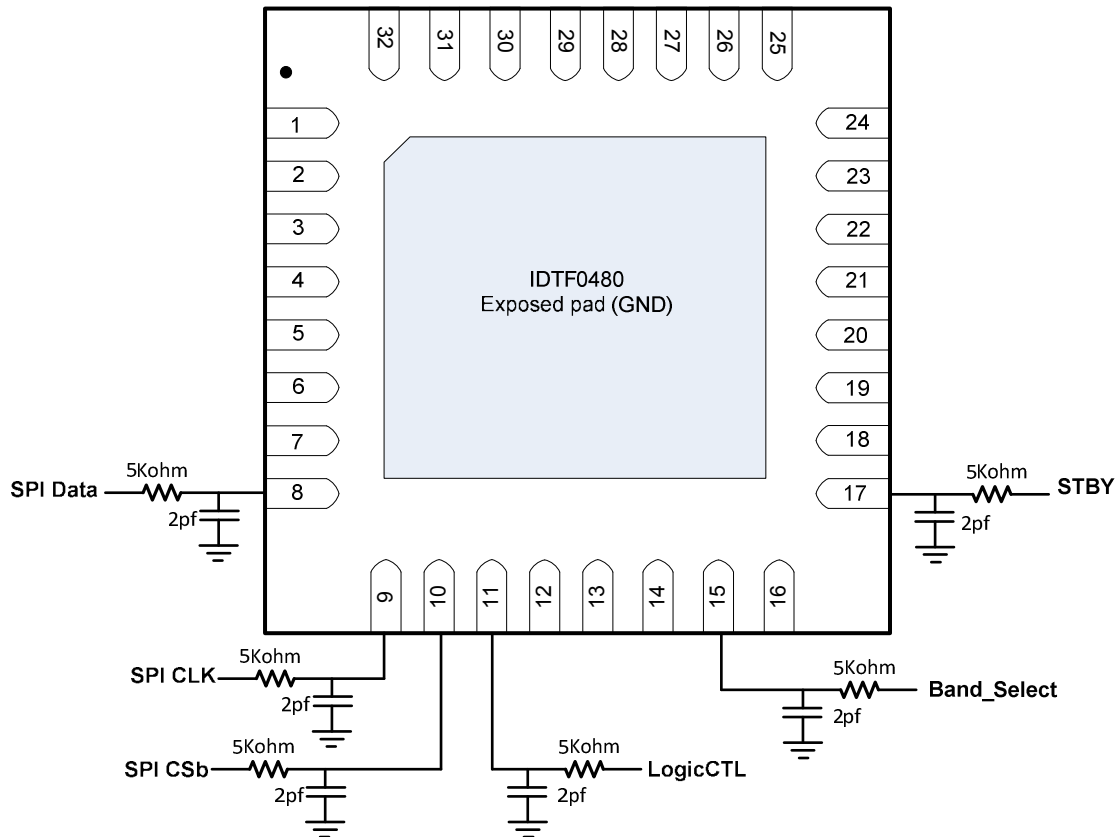 32 31 30 29 28 27 26 25
1
2
3
4
5
6
7
8
24
23
22
21
20
19
18
17
IDTF0480
Exposed pad (GND)
SPI Data
5Kohm
2pf
5Kohm
STBY
2pf
9 10 11 12 13 14 15 16
SPI CLK
5Kohm
2pf
5Kohm
Band_Select
2pf
SPI CSb
5Kohm
2pf
5Kohm
LogicCTL
2pf